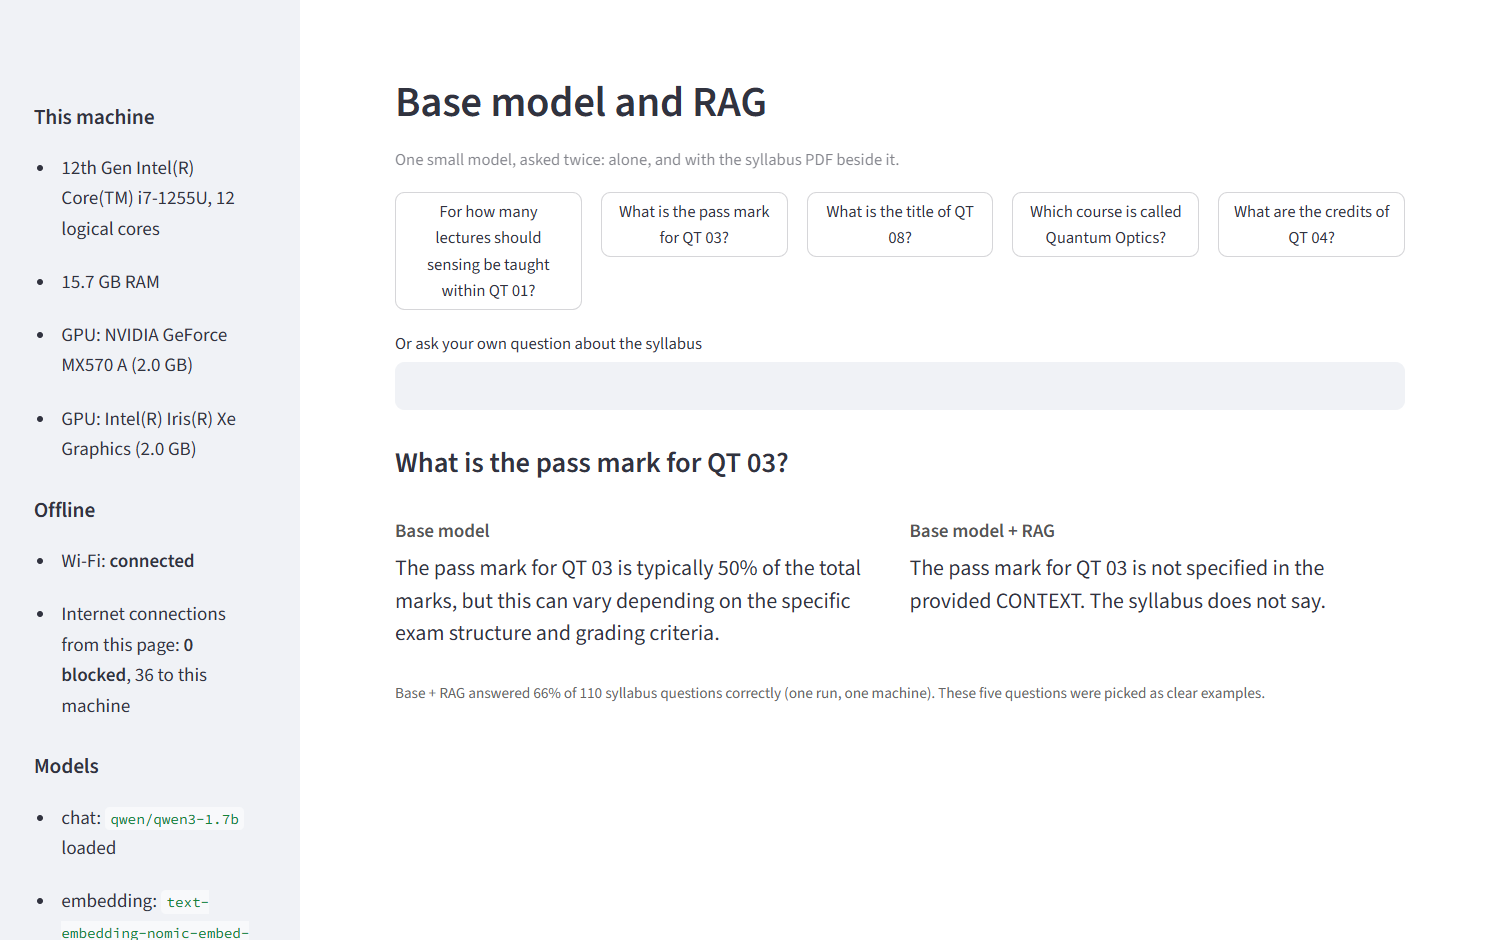 This machine
12th Gen Intel(R)
Core(TM) i7-1255U, 12
logical cores
15.7 GB RAM
GPU: NVIDIA GeForce
MX570 A (2.0 GB)
GPU: Intel(R) Iris(R) Xe
Graphics (2.0 GB)
Offline
Wi-Fi: connected
Internet connections
from this page: 0
blocked, 36 to this
machine
Models
chat: qwen/qwen3-1.7b
loaded
embedding: text-
embedding-nomic-embed-
Base model and RAG
One small model, asked twice: alone, and with the syllabus PDF beside it.
For how many
lectures should
sensing be taught
within QT 01?
What is the pass mark
for QT 03?
What is the title of QT
08?
Which course is called
Quantum Optics?
What are the credits of
QT 04?
Or ask your own question about the syllabus
What is the pass mark for QT 03?
Base model
The pass mark for QT 03 is typically 50% of the total
marks, but this can vary depending on the specific
exam structure and grading criteria.
Base model + RAG
The pass mark for QT 03 is not specified in the
provided CONTEXT. The syllabus does not say.
Base + RAG answered 66% of 110 syllabus questions correctly (one run, one machine). These five questions were picked as clear examples.